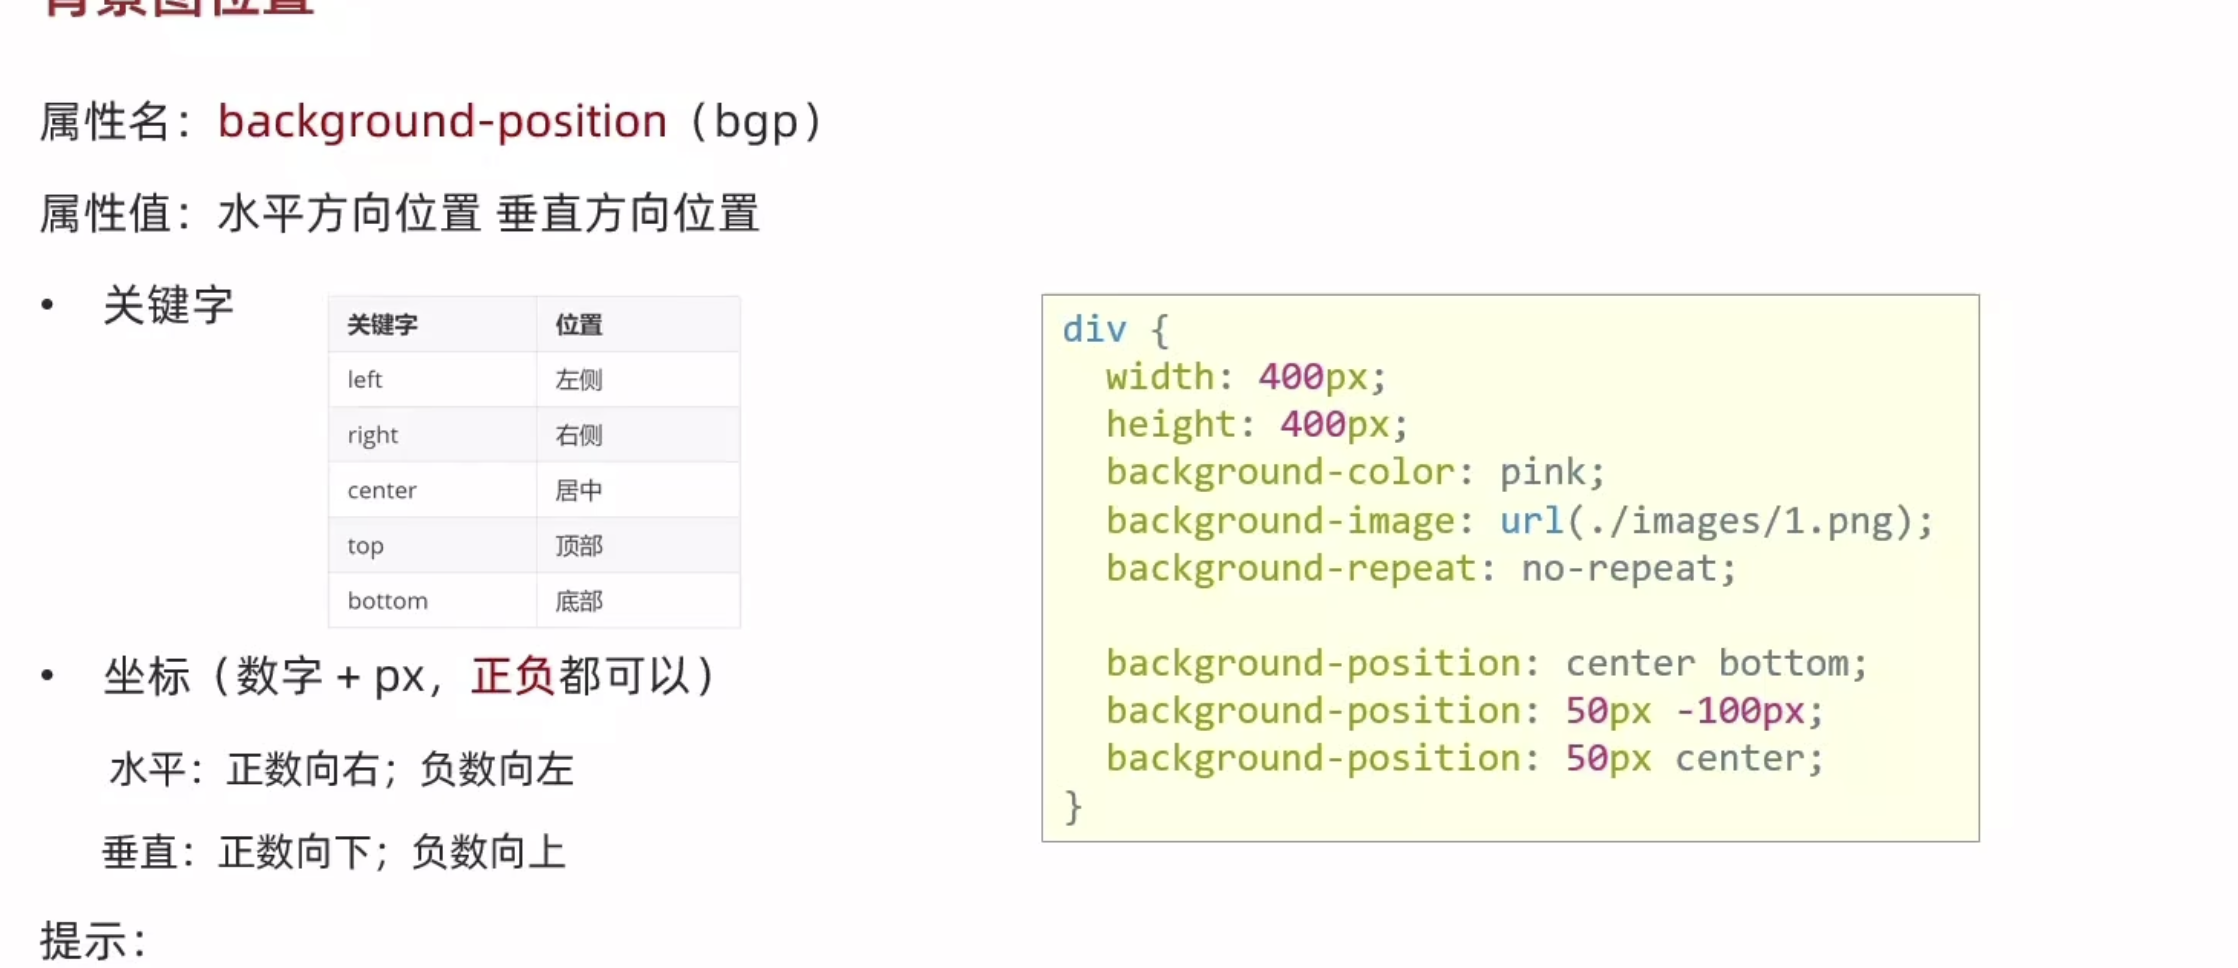 背景图位置
属性名：background-position（bgp）
属性值：水平方向位置 垂直方向位置
• 关键字
关键字 位置
left 左侧
right 右侧
center 居中
top 顶部
bottom 底部
• 坐标（数字 + px，正负都可以）
水平：正数向右；负数向左
垂直：正数向下；负数向上
提示：
div {
width: 400px;
height: 400px;
background-color: pink;
background-image: url(./images/1.png);
background-repeat: no-repeat;
background-position: center bottom;
background-position: 50px -100px;
background-position: 50px center;
}